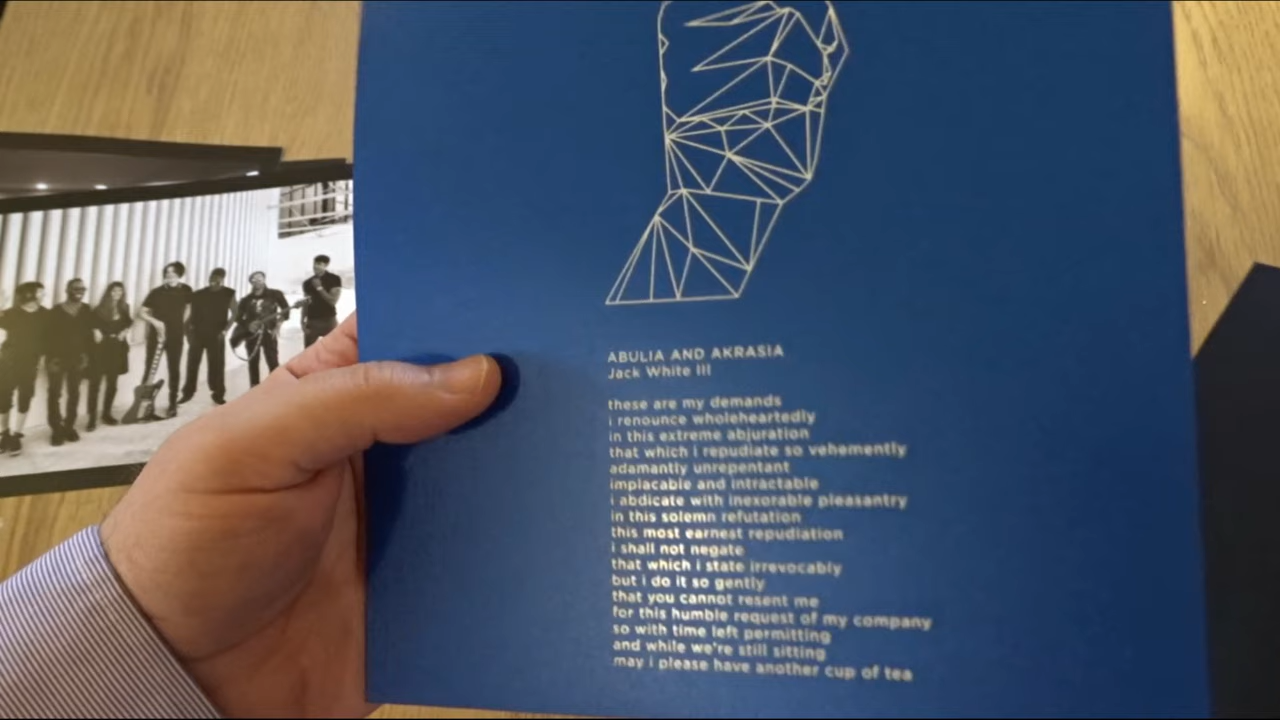 ABULIA AND AKRASIA
Jack White III
these are my demands
i renounce wholeheartedly
in this extreme abjuration
that which i repudiate so vehemently
adamantly unrepentant
implacable and intractable
i abdicate with inexorable pleasantry
in this solemn refutation
this most earnest repudiation
i shall not negate
that which i state irrevocably
but i do it so gently
that you cannot resent me
for this humble request of my company
so with time left permitting
and while we're still sitting
may i please have another cup of tea